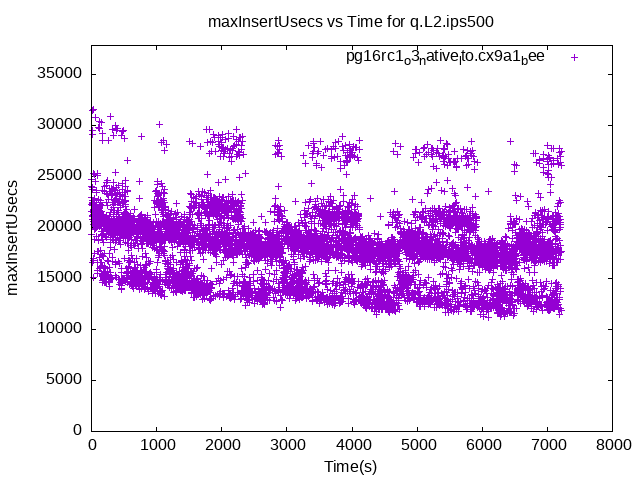 maxInsertUsecs vs Time for q.L2.ips500
pg16rc1_o3_native_lto.cx9a1_bee
35000
30000
25000
20000
15000
10000
5000
0
maxInsertUsecs
0 1000 2000 3000 4000 5000 6000 7000 8000
Time(s)